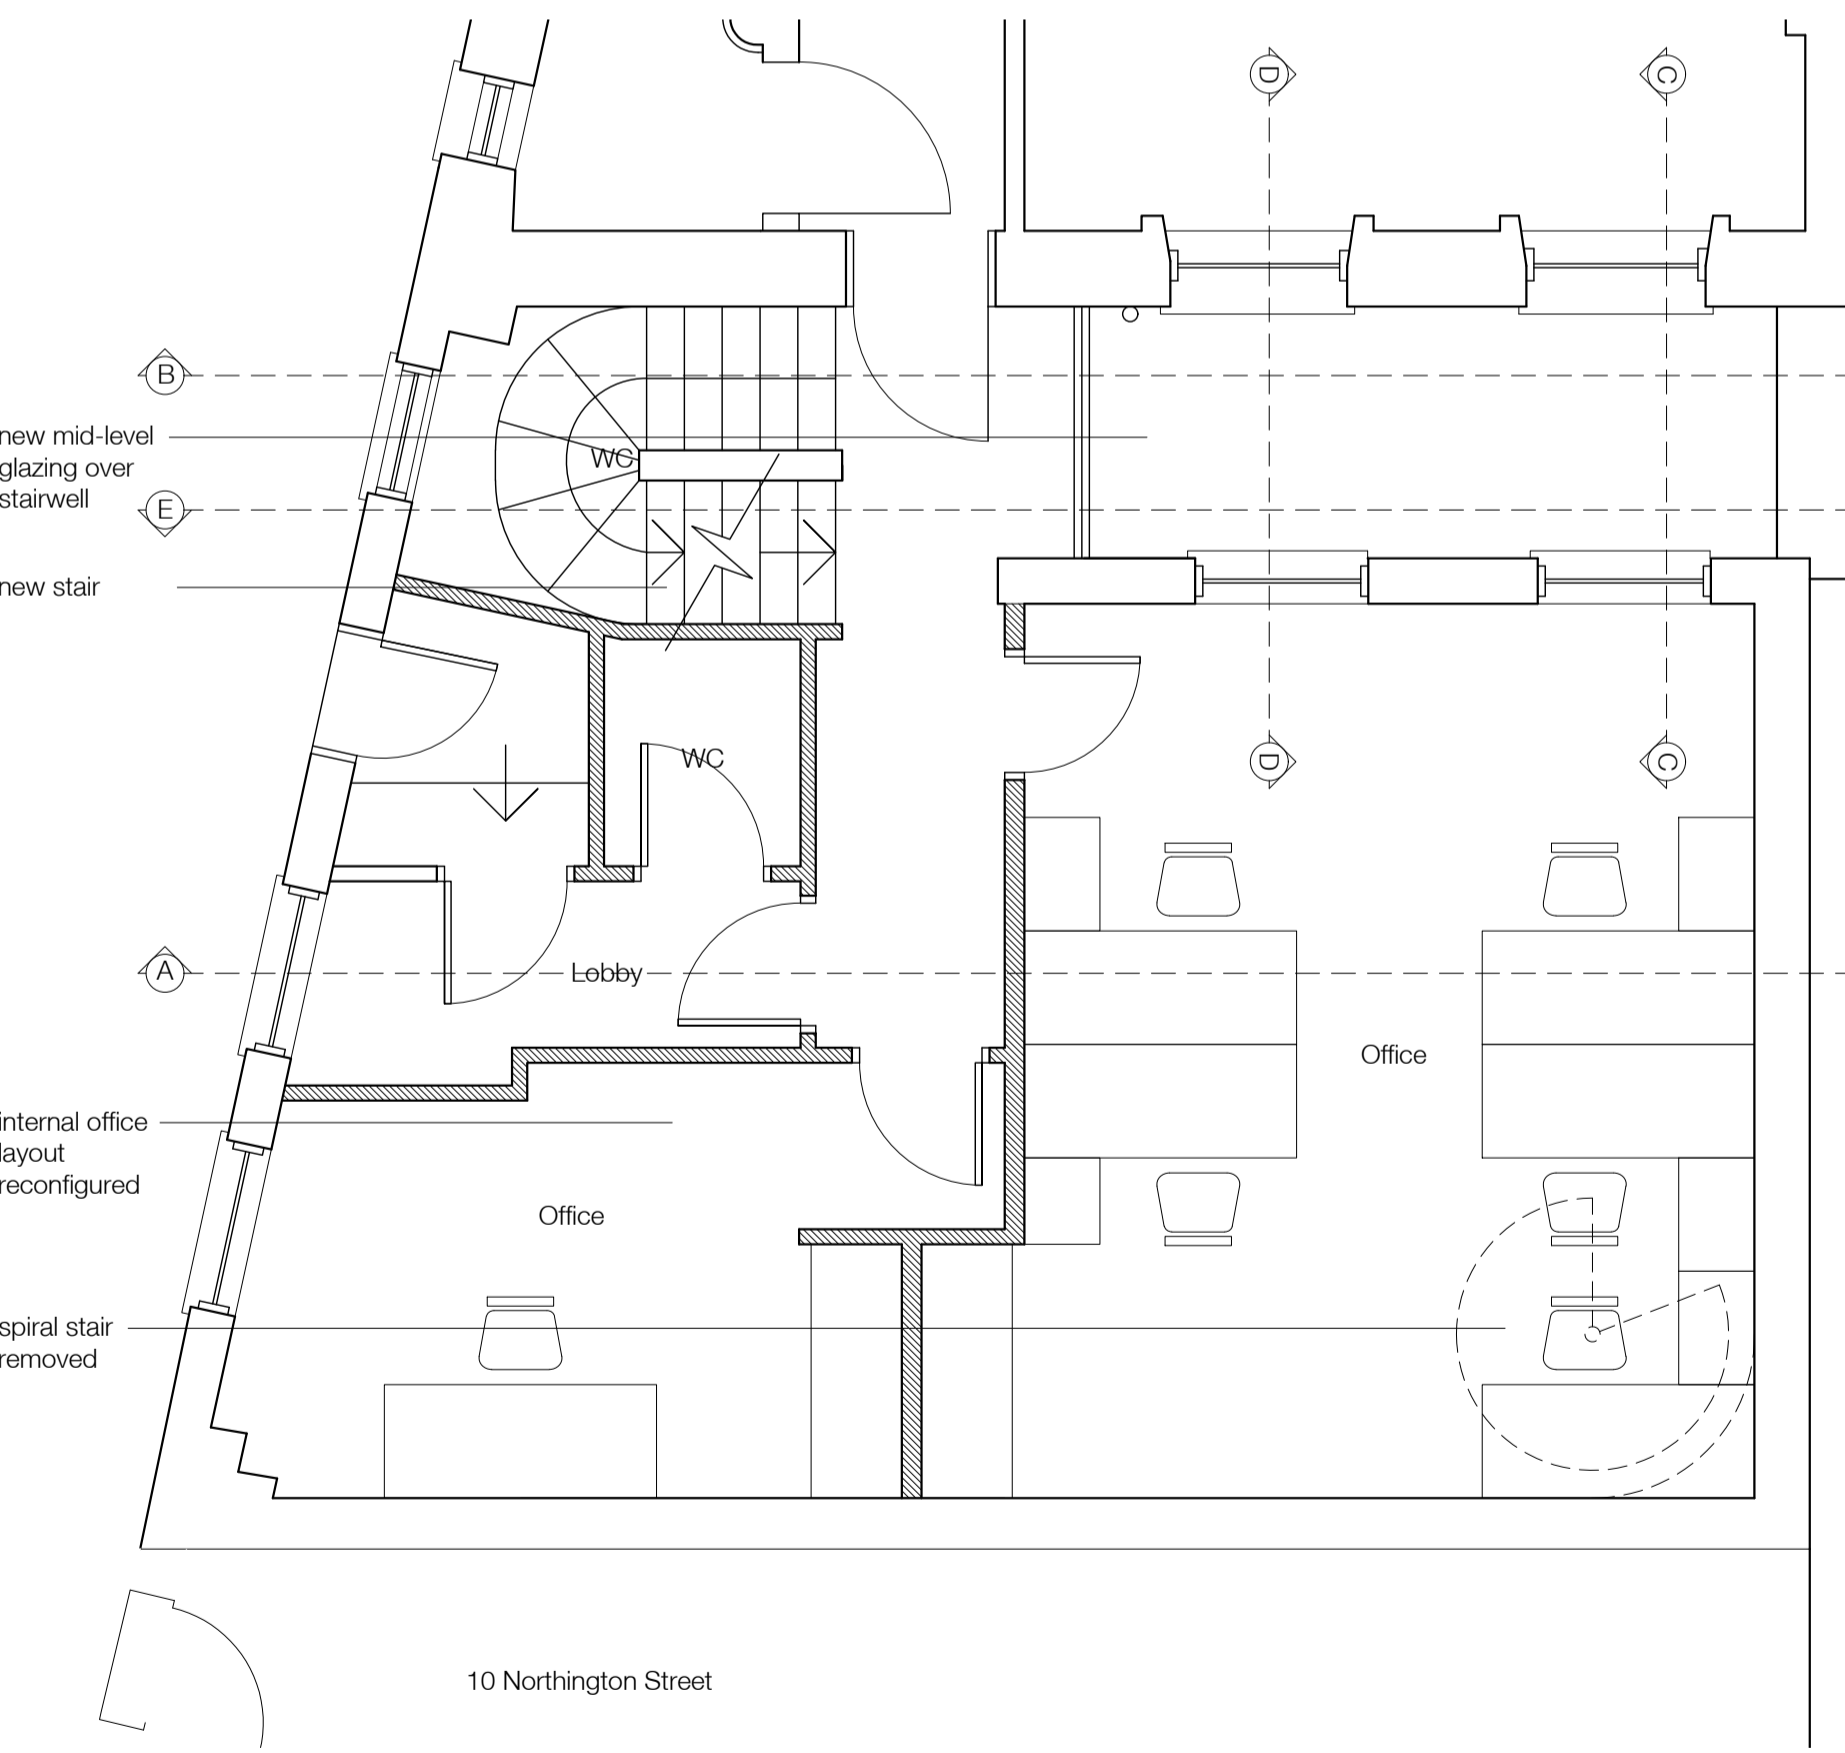 D
C
B
new mid-level
glazing over
stairwell
WC
E
new stair
WC
D
C
A
Lobby
Office
internal office
layout
reconfigured
Office
spiral stair
removed
10 Northington Street